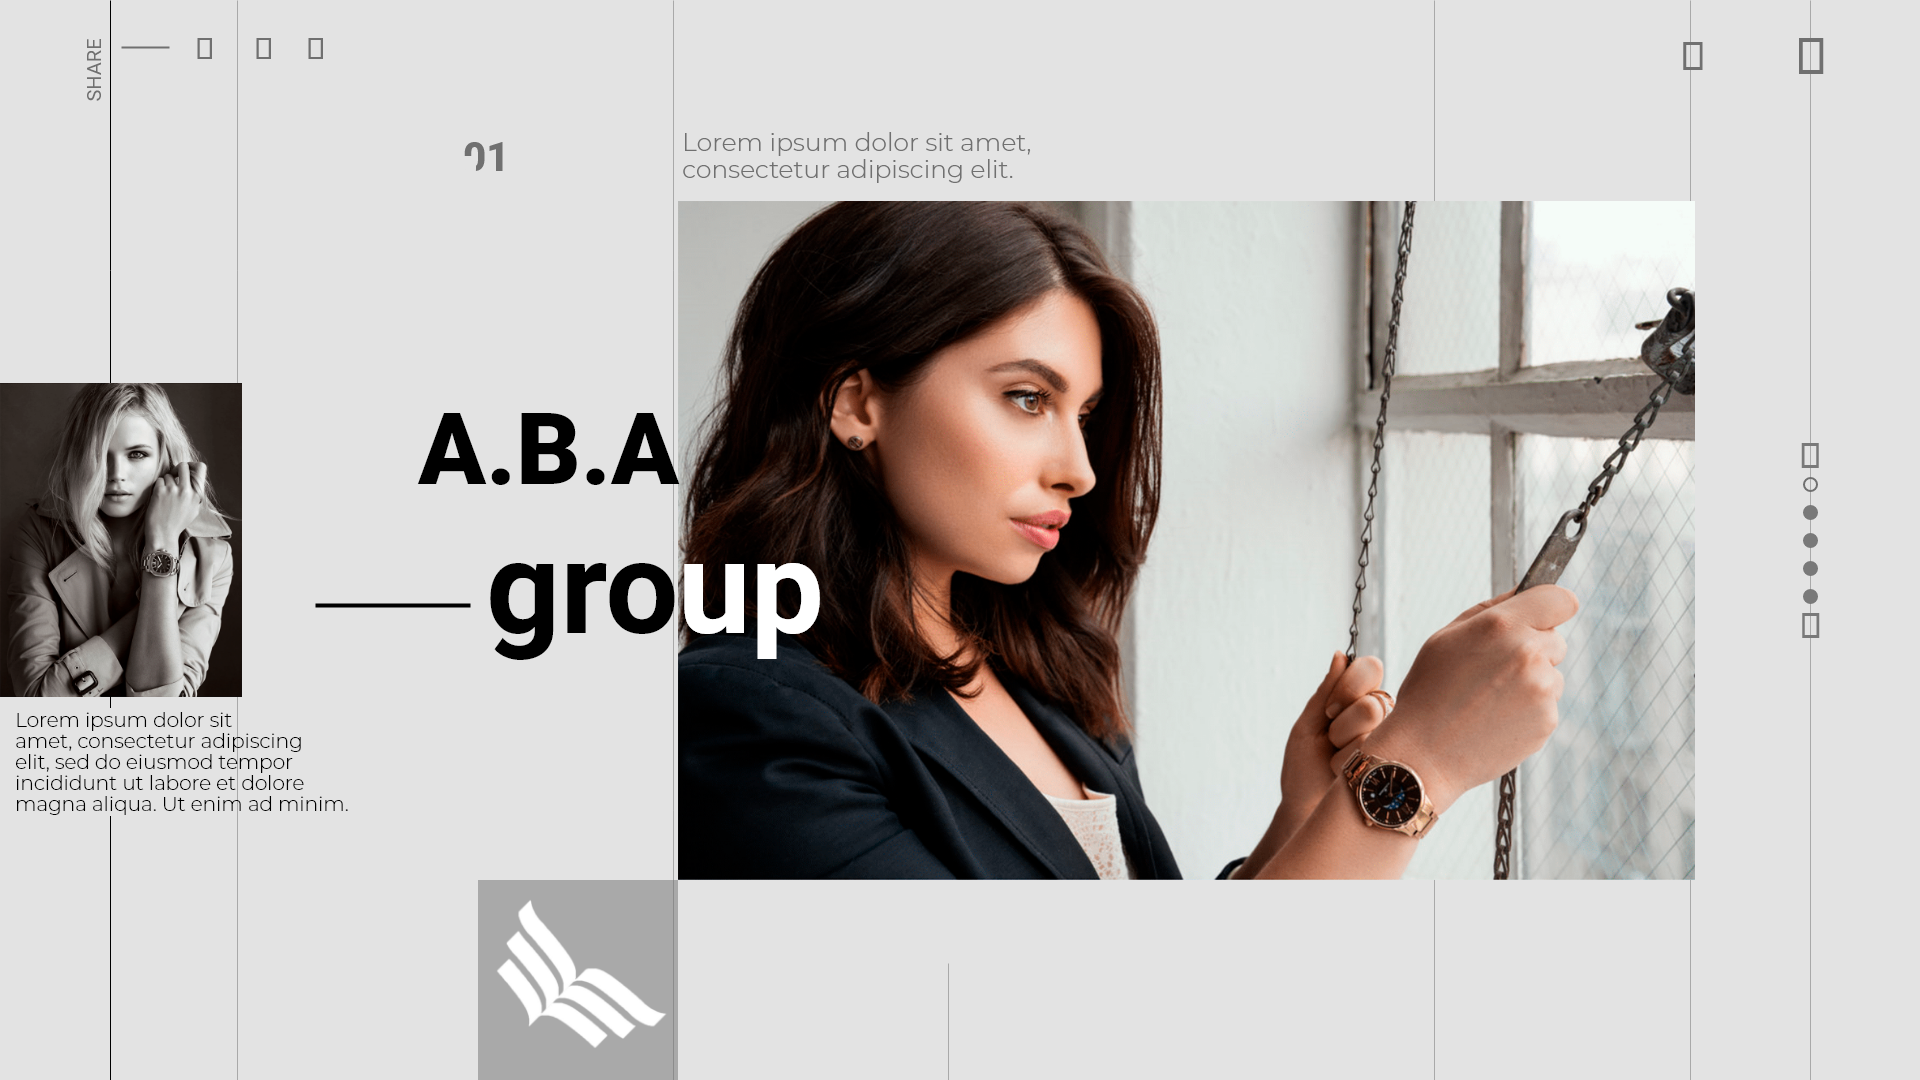 SHARE
01
Lorem ipsum dolor sit amet,
consectetur adipiscing elit.
A.B.A
group
Lorem ipsum dolor sit
amet, consectetur adipiscing
elit, sed do eiusmod tempor
incididunt ut labore et dolore
magna aliqua. Ut enim ad minim.